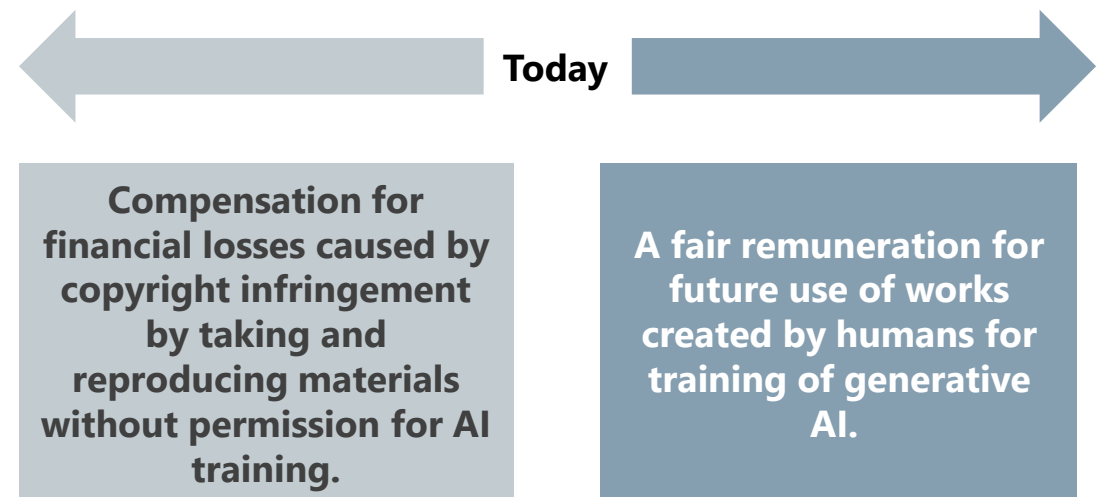 Today
Compensation for
financial losses caused by
copyright infringement
by taking and
reproducing materials
without permission for AI
training.
A fair remuneration for
future use of works
created by humans for
training of generative
AI.